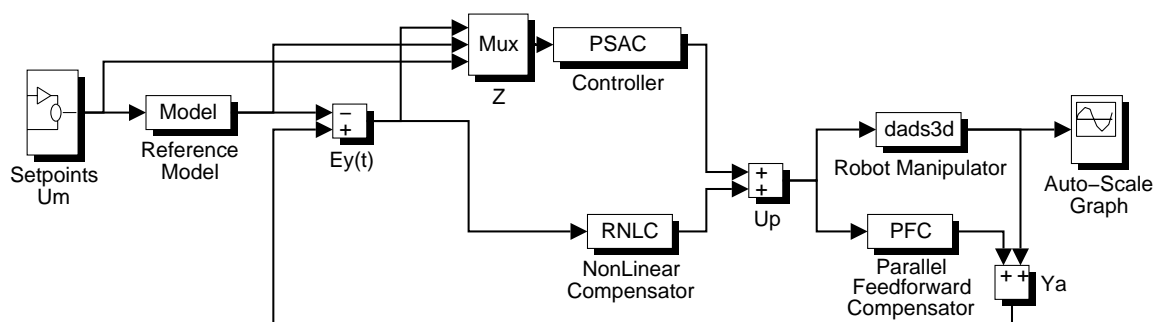 Mux
Z
PSAC
Controller
Setpoints
Um
Model
Reference
Model
−
+
Ey(t)
RNLC
NonLinear
Compensator
+
+
Up
dads3d
Robot Manipulator
Auto−Scale
Graph
PFC
Parallel
Feedforward
Compensator
+ +
Ya